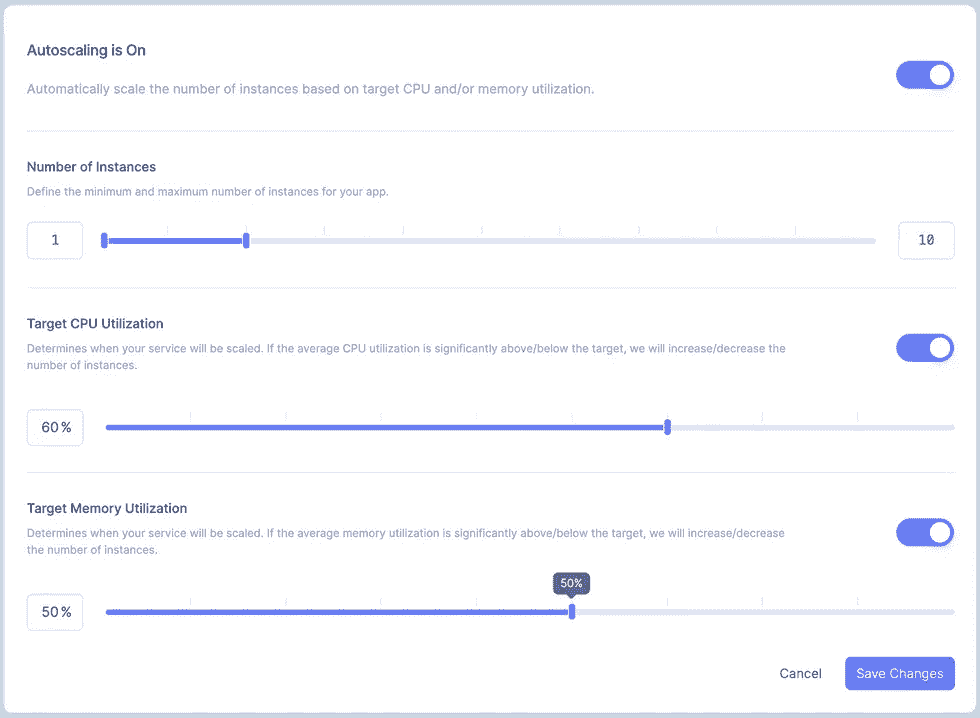 Autoscaling is On
Automatically scale the number of instances based on target CPU and/or memory utilization.
Number of Instances
Define the minimum and maximum number of instances for your app.
1
10
Target CPU Utilization
Determines when your service will be scaled. If the average CPU utilization is significantly above/below the target, we will increase/decrease the
number of instances.
60%
Target Memory Utilization
Determines when your service will be scaled. If the average memory utilization is significantly above/below the target, we will increase/decrease
the number of instances.
50%
50%
Cancel
Save Changes